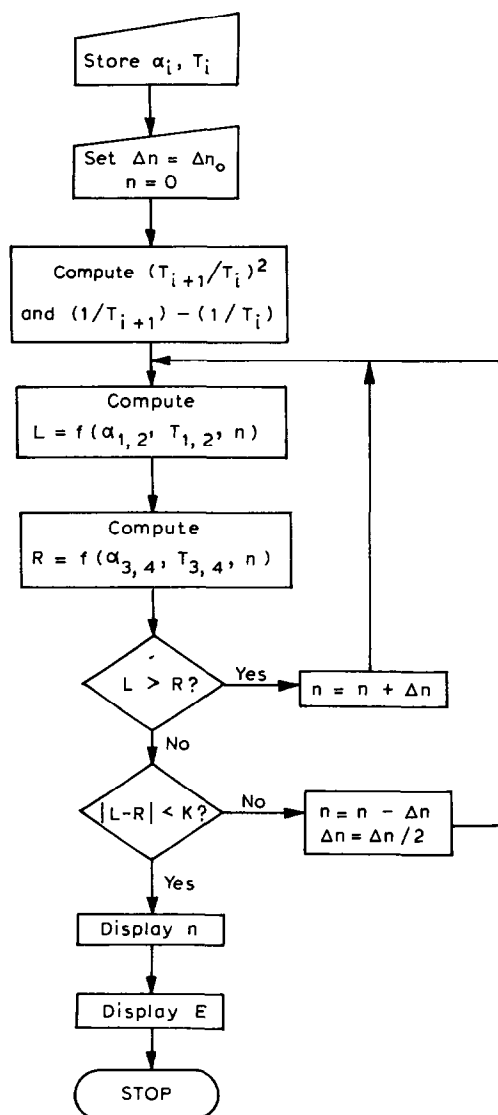 Store α_i, T_i
Set Δn = Δn_o
n = 0
Compute (T_{i+1}/T_i)²
and (1/T_{i+1}) – (1/T_i)
Compute
L = f(α_{1,2}, T_{1,2}, n)
Compute
R = f(α_{3,4}, T_{3,4}, n)
L > R?
Yes
n = n + Δn
No
|L-R| < K?
No
n = n - Δn
Δn = Δn/2
Yes
Display n
Display E
STOP